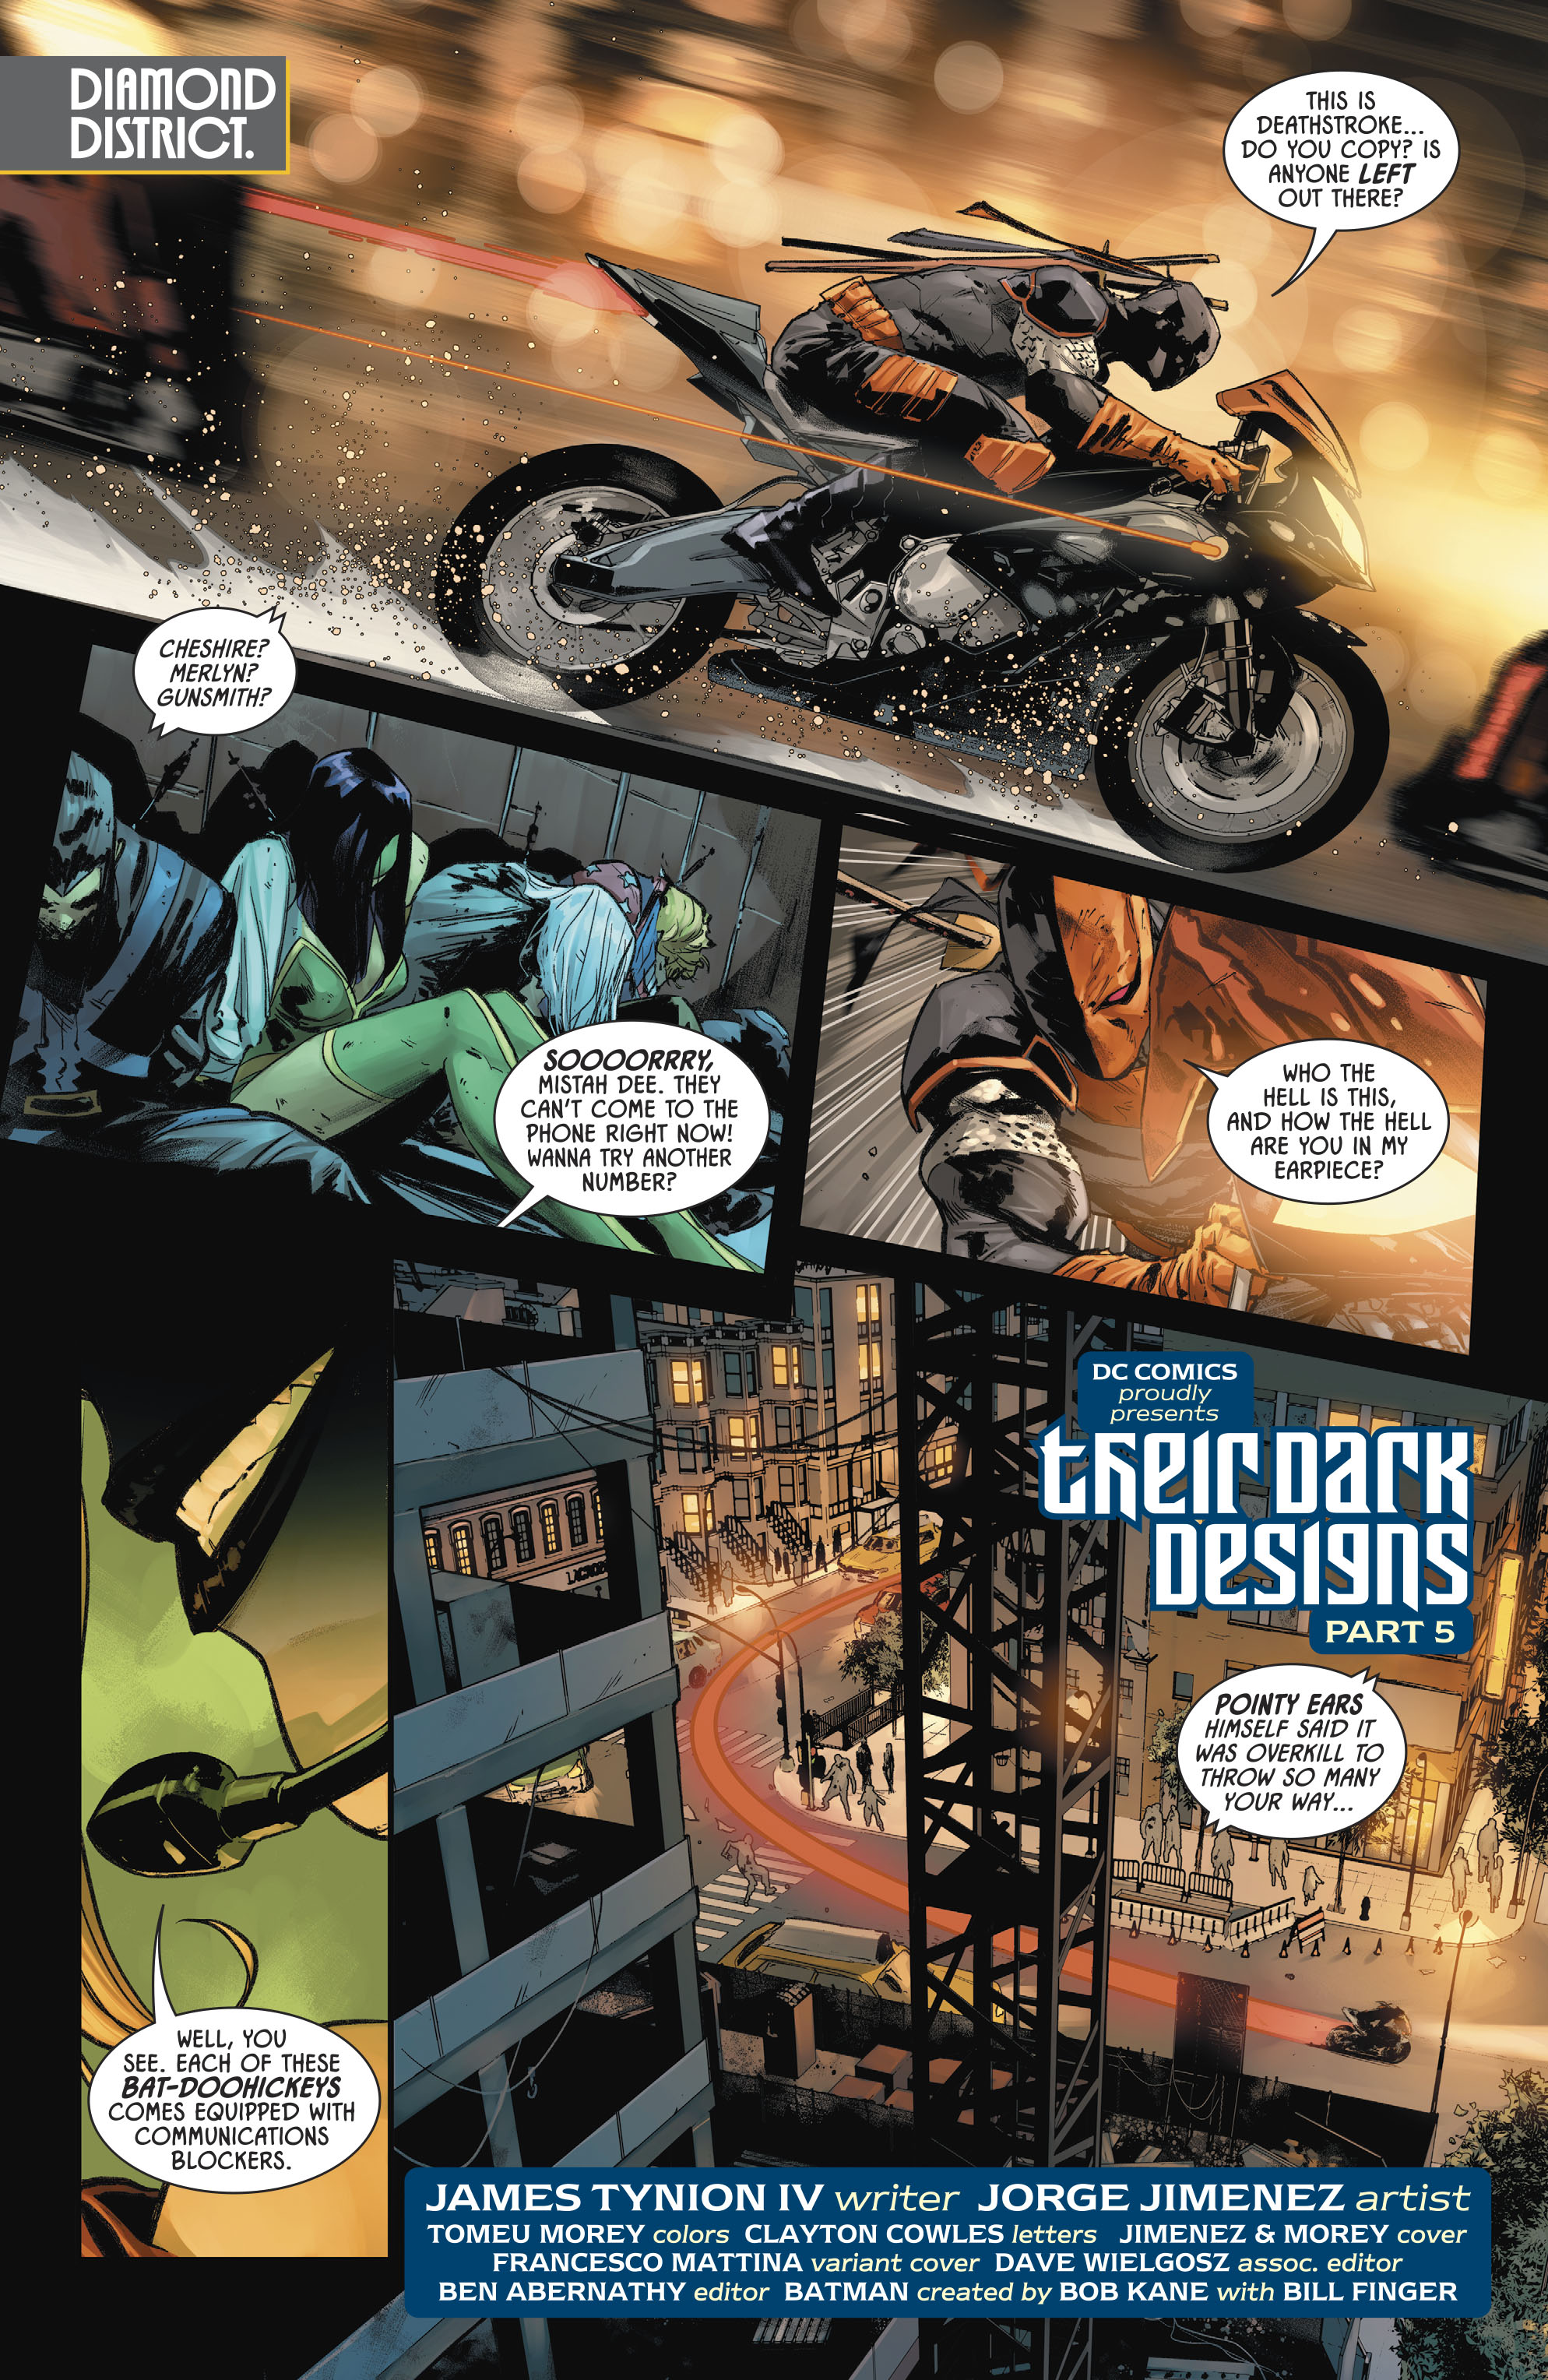 DIAMOND
DISTRICT.
THIS IS
DEATHSTROKE...
DO YOU COPY? IS
ANYONE LEFT
OUT THERE?
CHESHIRE?
MERLYN?
GUNSMITH?
SOOOORRRY,
MISTAH DEE. THEY
CAN'T COME TO THE
PHONE RIGHT NOW!
WANNA TRY ANOTHER
NUMBER?
WHO THE
HELL IS THIS,
AND HOW THE HELL
ARE YOU IN MY
EARPIECE?
WELL, YOU
SEE. EACH OF THESE
BAT-DOOHICKEYS
COMES EQUIPPED WITH
COMMUNICATIONS
BLOCKERS.
DC COMICS
proudly
presents
their Dark
Designs
PART 5
POINTY EARS
HIMSELF SAID IT
WAS OVERKILL TO
THROW SO MANY
YOUR WAY...
JAMES TYNION IV writer JORGE JIMENEZ artist
TOMEU MOREY colors CLAYTON COWLES letters JIMENEZ & MOREY cover
FRANCESCO MATTINA variant cover DAVE WIELGOSZ assoc. editor
BEN ABERNATHY editor BATMAN created by BOB KANE with BILL FINGER